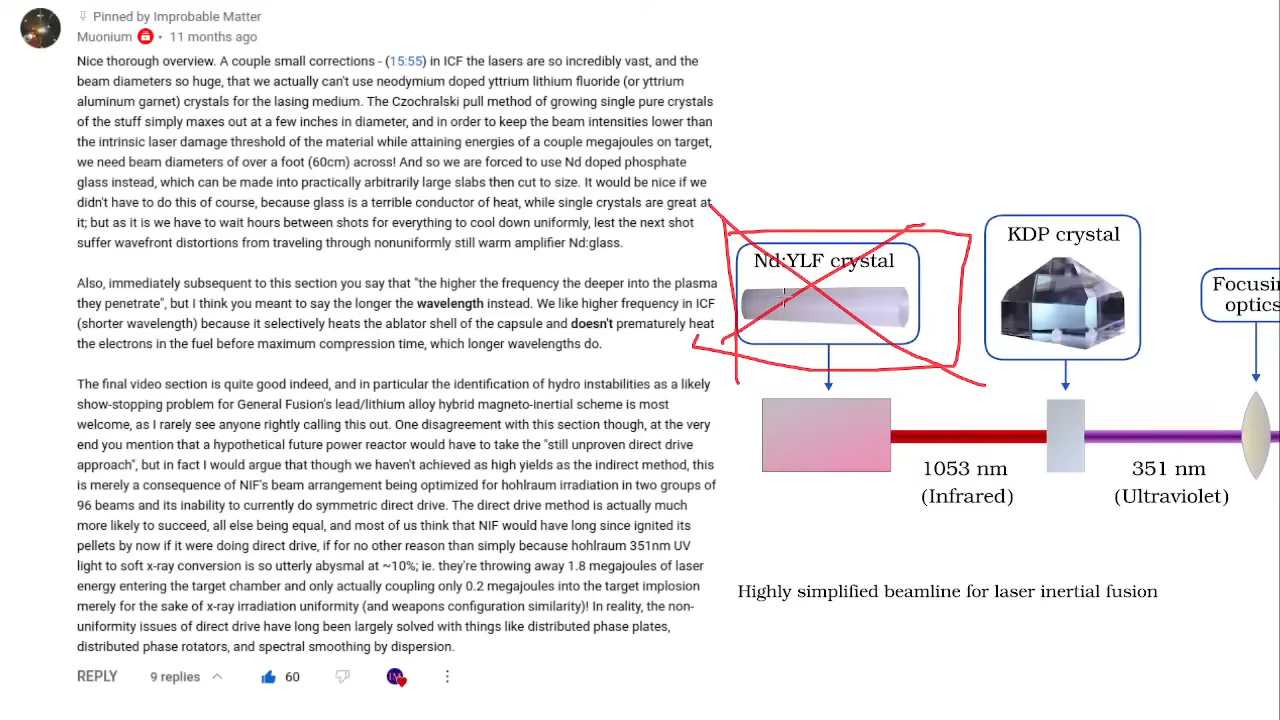 Pinned by Improbable Matter
Muonium • 11 months ago
Nice thorough overview. A couple small corrections - (15:55) in ICF the lasers are so incredibly vast, and the
beam diameters so huge, that we actually can't use neodymium doped yttrium lithium fluoride (or yttrium
aluminum garnet) crystals for the lasing medium. The Czochralski pull method of growing single pure crystals
of the stuff simply maxes out at a few inches in diameter, and in order to keep the beam intensities lower than
the intrinsic laser damage threshold of the material while attaining energies of a couple megajoules on target,
we need beam diameters of over a foot (60cm) across! And so we are forced to use Nd doped phosphate
glass instead, which can be made into practically arbitrarily large slabs then cut to size. It would be nice if we
didn't have to do this of course, because glass is a terrible conductor of heat, while single crystals are great at
it; but as it is we have to wait hours between shots for everything to cool down uniformly, lest the next shot
suffer wavefront distortions from traveling through nonuniformly still warm amplifier Nd:glass.
Also, immediately subsequent to this section you say that "the higher the frequency the deeper into the plasma
they penetrate", but I think you meant to say the longer the wavelength instead. We like higher frequency in ICF
(shorter wavelength) because it selectively heats the ablator shell of the capsule and doesn't prematurely heat
the electrons in the fuel before maximum compression time, which longer wavelengths do.
The final video section is quite good indeed, and in particular the identification of hydro instabilities as a likely
show-stopping problem for General Fusion's lead/lithium alloy hybrid magneto-inertial scheme is most
welcome, as I rarely see anyone rightly calling this out. One disagreement with this section though, at the very
end you mention that a hypothetical future power reactor would have to take the "still unproven direct drive
approach", but in fact I would argue that though we haven't achieved as high yields as the indirect method, this
is merely a consequence of NIF's beam arrangement being optimized for hohlraum irradiation in two groups of
96 beams and its inability to currently do symmetric direct drive. The direct drive method is actually much
more likely to succeed, all else being equal, and most of us think that NIF would have long since ignited its
pellets by now if it were doing direct drive, if for no other reason than simply because hohlraum 351nm UV
light to soft x-ray conversion is so utterly abysmal at ~10%; ie. they're throwing away 1.8 megajoules of laser
energy entering the target chamber and only actually coupling only 0.2 megajoules into the target implosion
merely for the sake of x-ray irradiation uniformity (and weapons configuration similarity)! In reality, the non-
uniformity issues of direct drive have long been largely solved with things like distributed phase plates,
distributed phase rotators, and spectral smoothing by dispersion.
REPLY 9 replies 60
Nd:YLF crystal
KDP crystal
Focusin
optics
1053 nm
(Infrared)
351 nm
(Ultraviolet)
Highly simplified beamline for laser inertial fusion